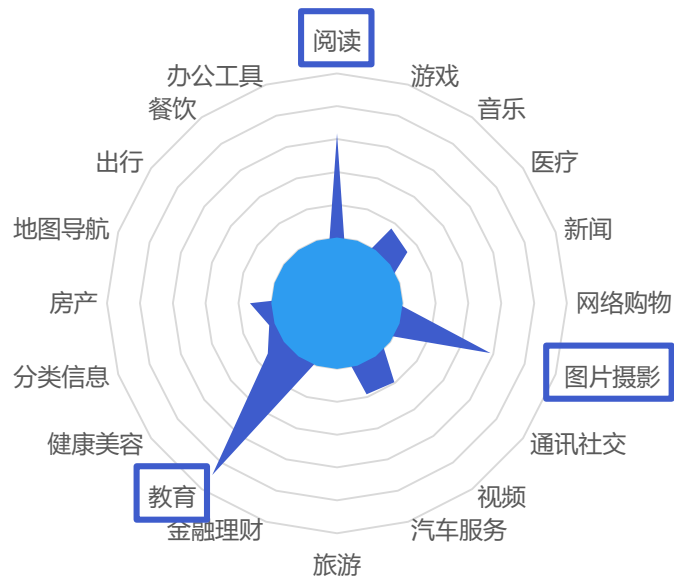 阅读
办公工具
游戏
餐饮
音乐
出行
医疗
地图导航
新闻
房产
网络购物
分类信息
图片摄影
健康美容
通讯社交
教育
视频
金融理财
汽车服务
旅游